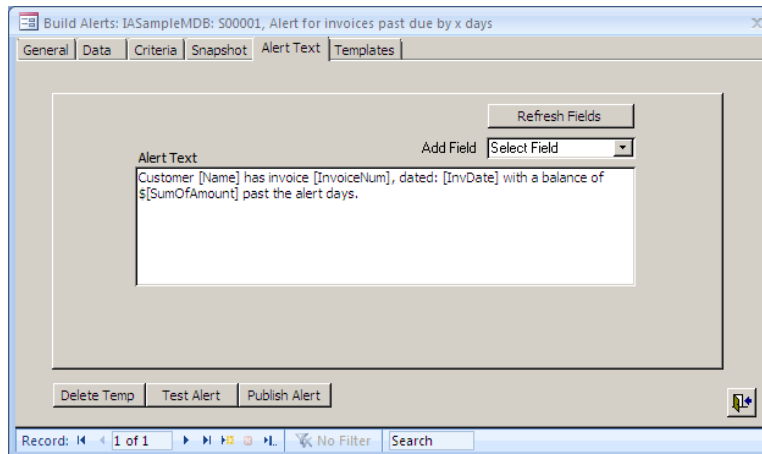 Build Alerts: IASampleMDB: S00001, Alert for invoices past due by x days
General Data Criteria Snapshot Alert Text Templates
Refresh Fields
Add Field Select Field
Alert Text
Customer [Name] has invoice [InvoiceNum], dated: [InvDate] with a balance of
$[SumOfAmount] past the alert days.
Delete Temp Test Alert Publish Alert
Record: 1 of 1 No Filter Search